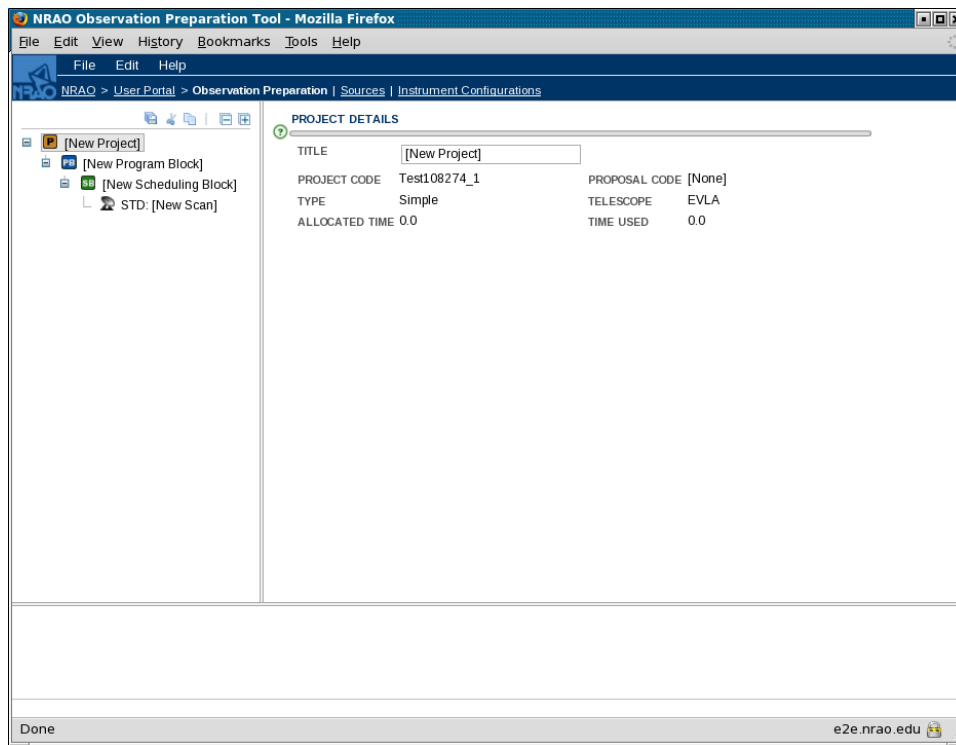 NRAO Observation Preparation Tool - Mozilla Firefox
File Edit View History Bookmarks Tools Help
File Edit Help
NRAO
NRAO > User Portal > Observation Preparation | Sources | Instrument Configurations
P [New Project]
PB [New Program Block]
SB [New Scheduling Block]
STD: [New Scan]
? PROJECT DETAILS
TITLE [New Project]
PROJECT CODE Test108274_1 PROPOSAL CODE [None]
TYPE Simple TELESCOPE EVLA
ALLOCATED TIME 0.0 TIME USED 0.0
Done e2e.nrao.edu